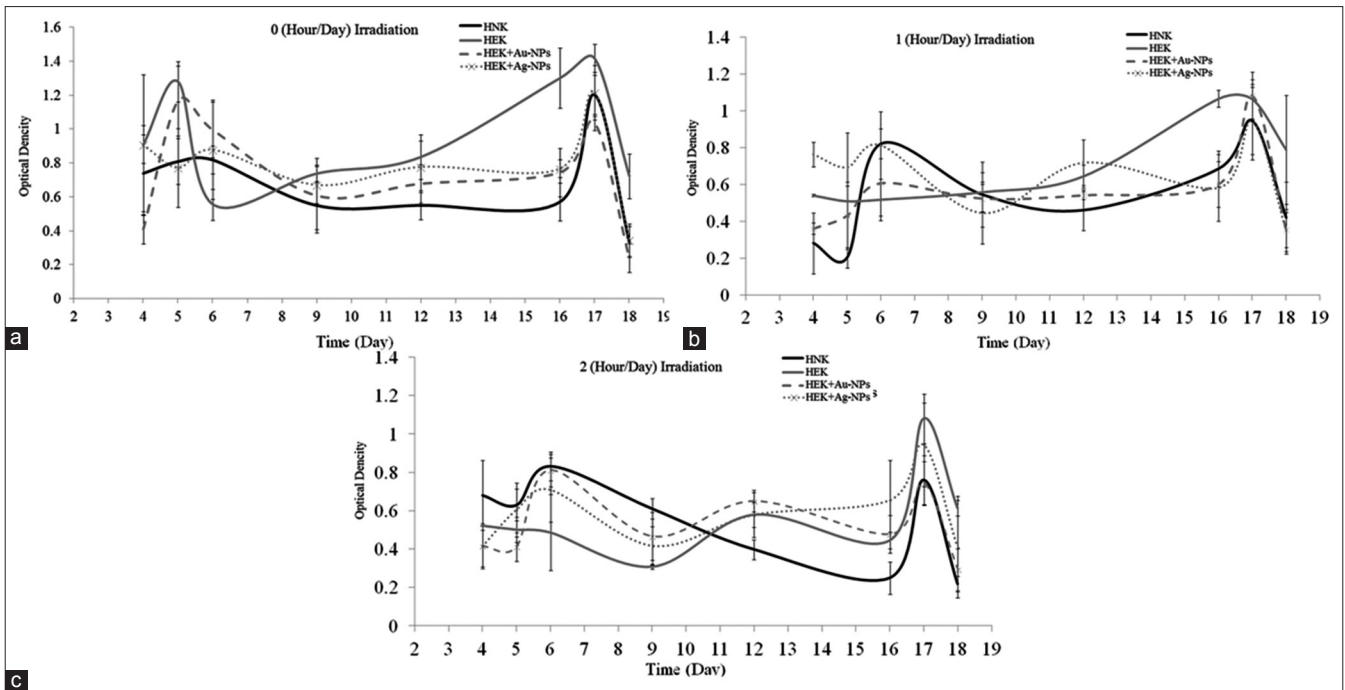 0 (Hour/Day) Irradiation
HNK
HEK
HEK+Au-NPs
HEK+Ag-NPs
1.6
1.4
1.2
1
0.8
0.6
0.4
0.2
0
Optical Dencity
2 3 4 5 6 7 8 9 10 11 12 13 14 15 16 17 18 19
Time (Day)
a
1 (Hour/Day) Irradiation
HNK
HEK
HEK+Au-NPs
HEK+Ag-NPs
1.4
1.2
1
0.8
0.6
0.4
0.2
0
Optical Dencity
2 3 4 5 6 7 8 9 10 11 12 13 14 15 16 17 18 19
Time (Day)
b
2 (Hour/Day) Irradiation
HNK
HEK
HEK+Au-NPs
HEK+Ag-NPs s
1.4
1.2
1
0.8
0.6
0.4
0.2
0
Optical Dencity
2 3 4 5 6 7 8 9 10 11 12 13 14 15 16 17 18 19
Time (Day)
c